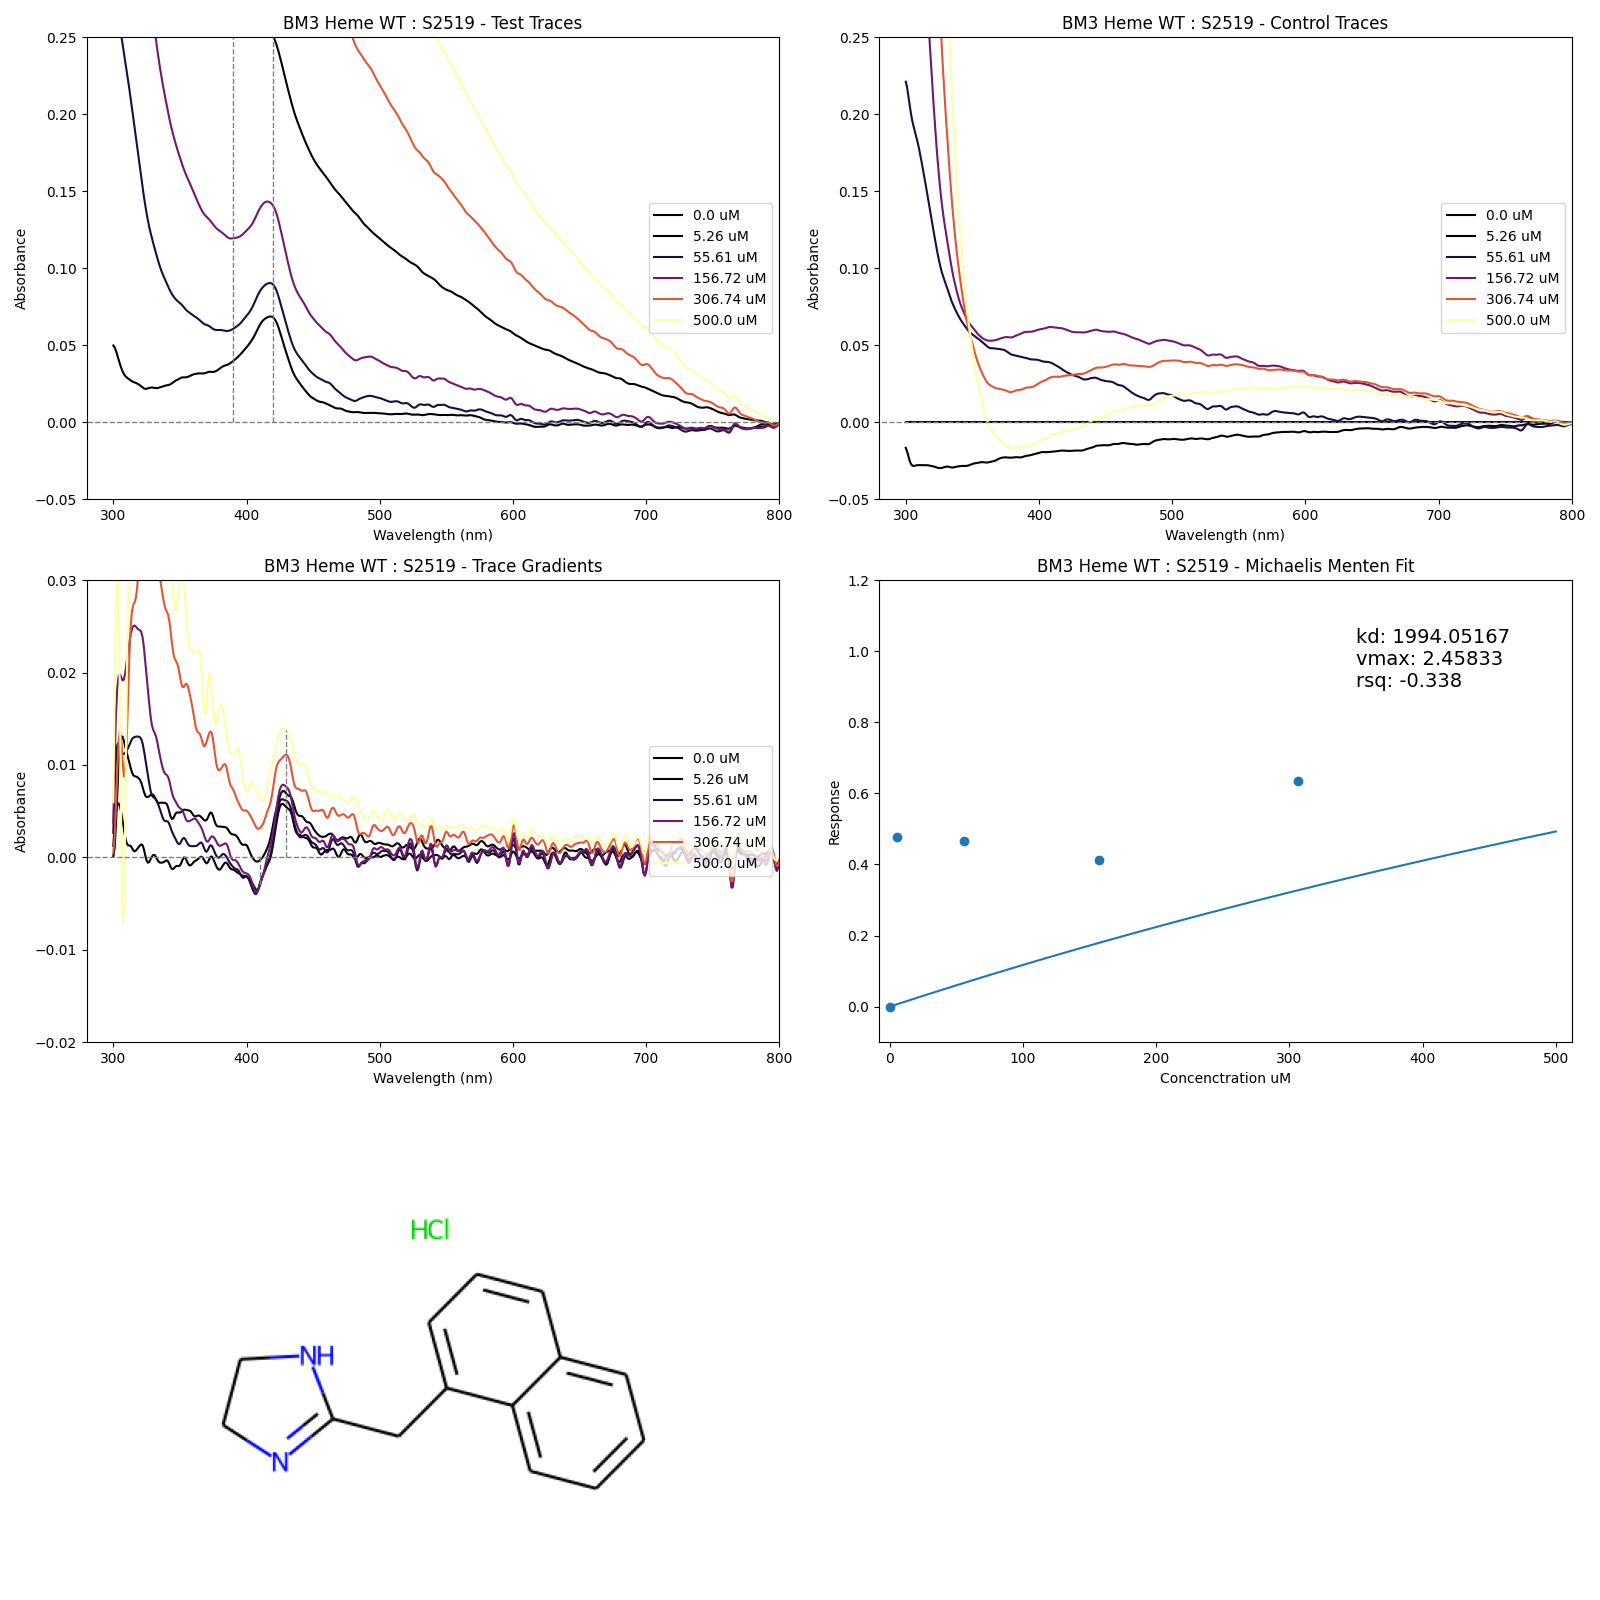 BM3 Heme WT : S2519 - Test Traces
0.25
0.20
0.15
0.10
0.05
0.00
−0.05
Absorbance
300 400 500 600 700 800
Wavelength (nm)
0.0 uM
5.26 uM
55.61 uM
156.72 uM
306.74 uM
500.0 uM
BM3 Heme WT : S2519 - Control Traces
0.25
0.20
0.15
0.10
0.05
0.00
−0.05
Absorbance
300 400 500 600 700 800
Wavelength (nm)
0.0 uM
5.26 uM
55.61 uM
156.72 uM
306.74 uM
500.0 uM
BM3 Heme WT : S2519 - Trace Gradients
0.03
0.02
0.01
0.00
−0.01
−0.02
Absorbance
300 400 500 600 700 800
Wavelength (nm)
0.0 uM
5.26 uM
55.61 uM
156.72 uM
306.74 uM
500.0 uM
BM3 Heme WT : S2519 - Michaelis Menten Fit
1.2
1.0
0.8
0.6
0.4
0.2
0.0
Response
0 100 200 300 400 500
Concenctration uM
kd: 1994.05167
vmax: 2.45833
rsq: -0.338
HCl
NH
N